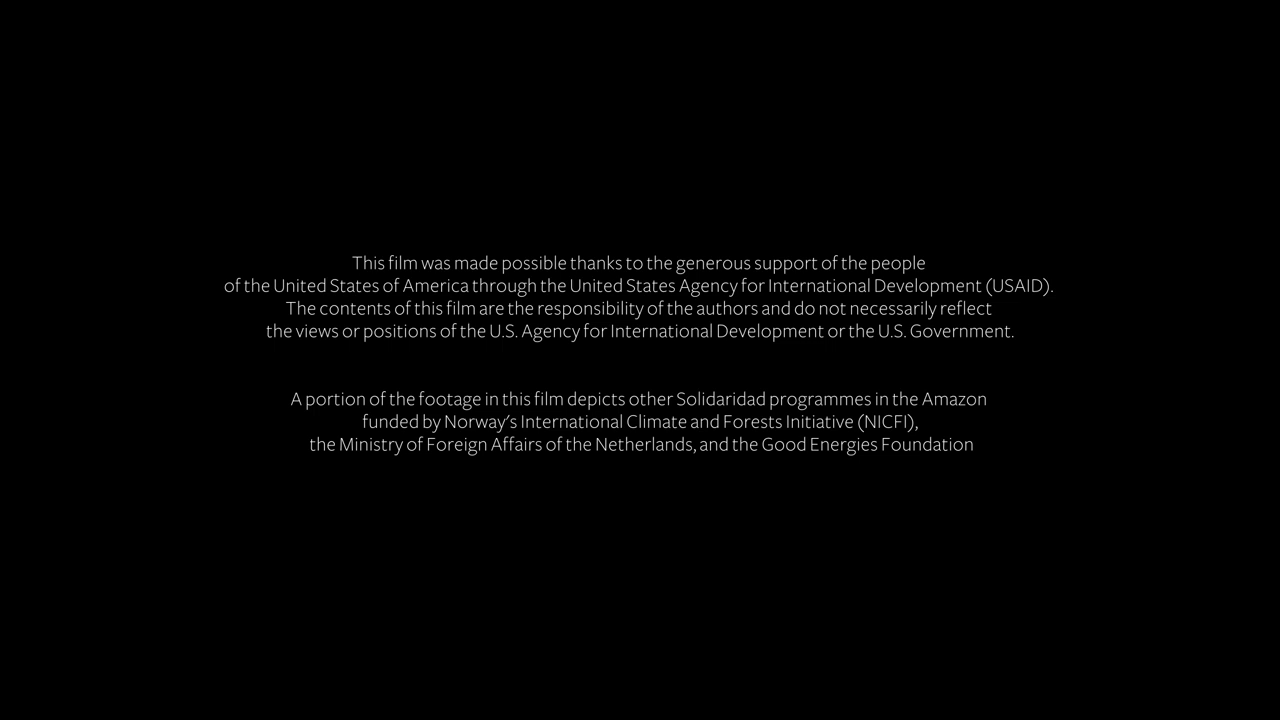 This film was made possible thanks to the generous support of the people
of the United States of America through the United States Agency for International Development (USAID).
The contents of this film are the responsibility of the authors and do not necessarily reflect
the views or positions of the U.S. Agency for International Development or the U.S. Government.
A portion of the footage in this film depicts other Solidaridad programmes in the Amazon
funded by Norway's International Climate and Forests Initiative (NICFI),
the Ministry of Foreign Affairs of the Netherlands, and the Good Energies Foundation